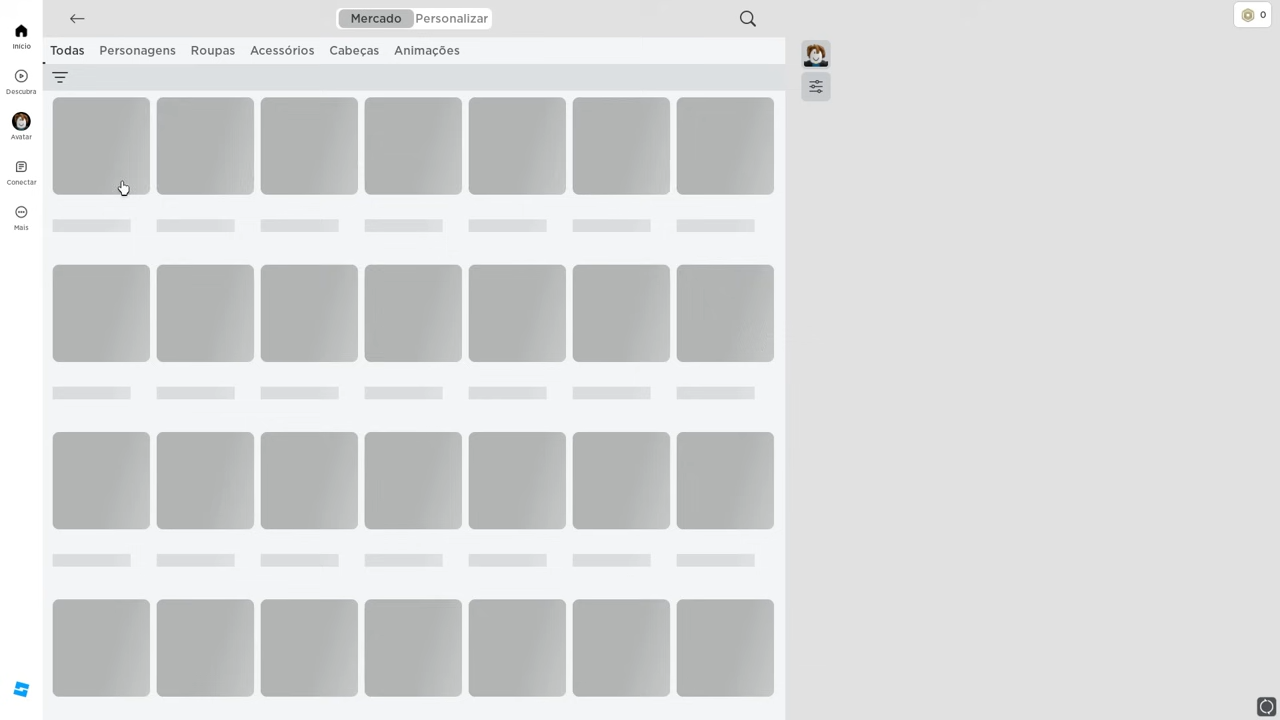 Mercado Personalizar
0
Início
Todas Personagens Roupas Acessórios Cabeças Animações
Descubra
Avatar
Conectar
Mais